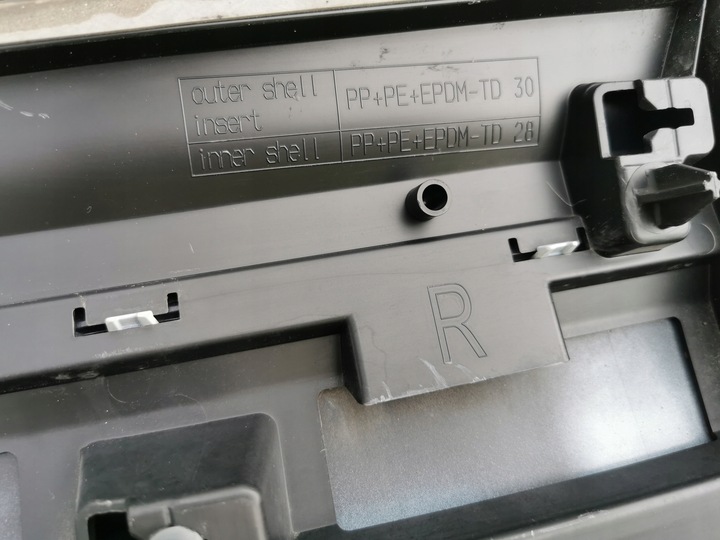 outer shell PP+PE+EPDM-TD 30
insert
inner shell PP+PE+EPDM-TD 28
R